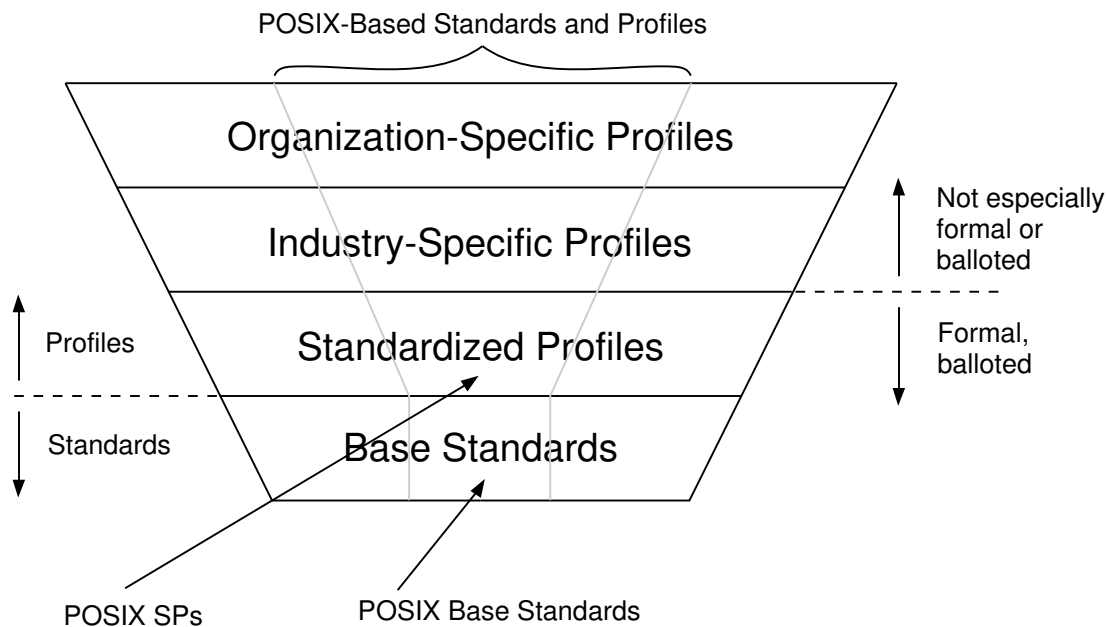 POSIX-Based Standards and Profiles
Organization-Specific Profiles
Industry-Specific Profiles
Not especially
formal or
balloted
Profiles
Standardized Profiles
Formal,
balloted
Standards
Base Standards
POSIX SPs
POSIX Base Standards